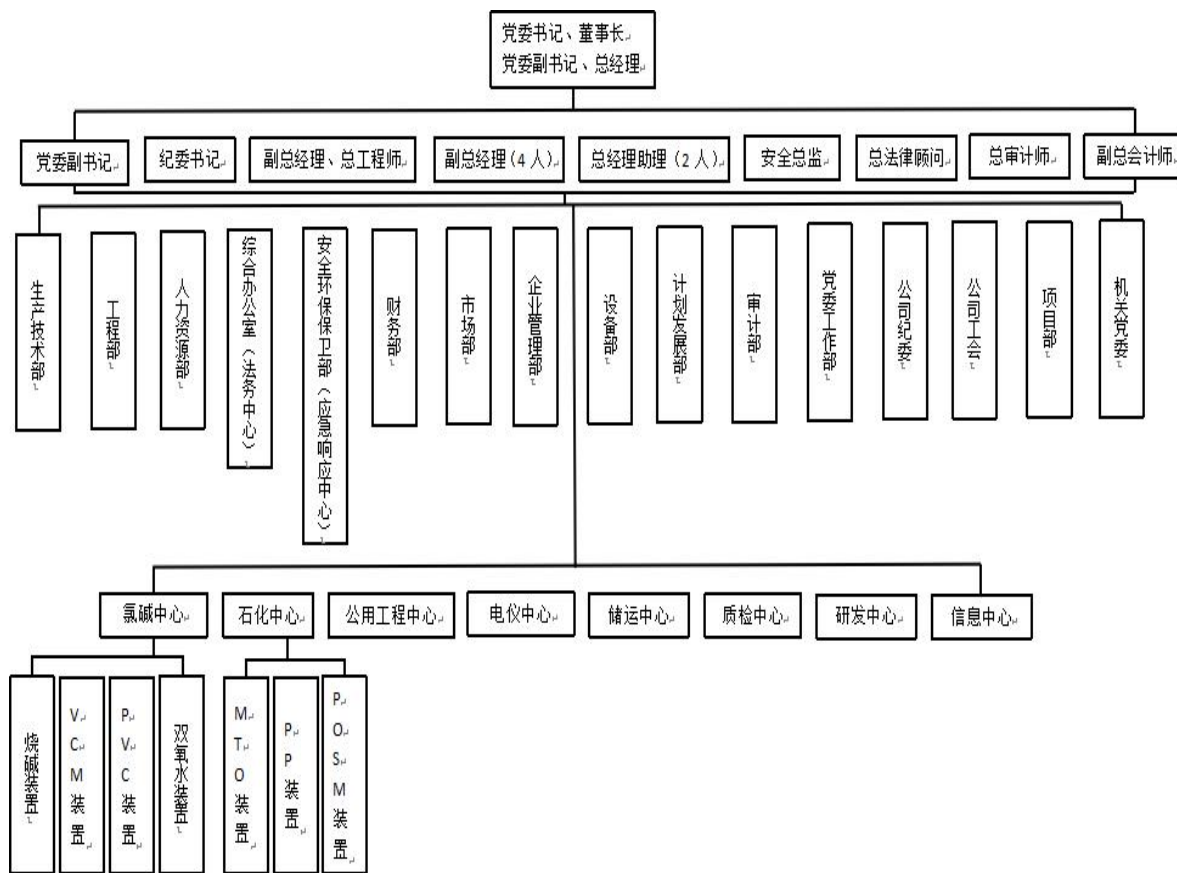 党委书记、董事长
党委副书记、总经理
党委副书记
纪委书记
副总经理、总工程师
副总经理(4人)
总经理助理(2人)
安全总监
总法律顾问
总审计师
副总会计师
生产技术部
工程部
人力资源部
综合办公室(法务中心)
安全环保保卫部(应急响应中心)
财务部
市场部
企业管理部
设备部
计划发展部
审计部
党委工作部
公司纪委
公司工会
项目部
机关党委
氯碱中心
石化中心
公用工程中心
电仪中心
储运中心
质检中心
研发中心
信息中心
烧碱装置
VCM装置
PVC装置
双氧水装置
MTO装置
PP装置
POSM装置